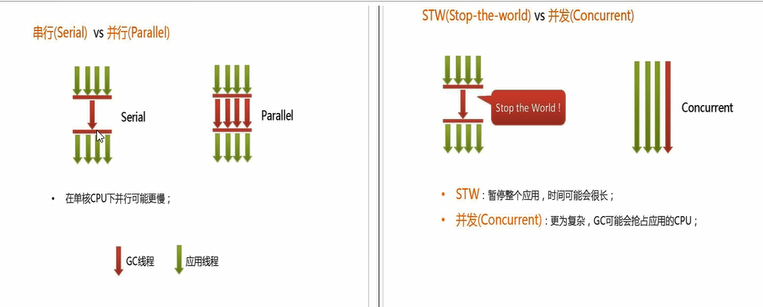 串行(Serial) vs 并行(Parallel)
Serial
Parallel
• 在单核CPU下并行可能更慢；
GC线程
应用线程
STW(Stop-the-world) vs 并发(Concurrent)
Stop the World！
Concurrent
• STW：暂停整个应用，时间可能会很长；
• 并发(Concurrent)：更为复杂，GC可能会抢占应用的CPU；